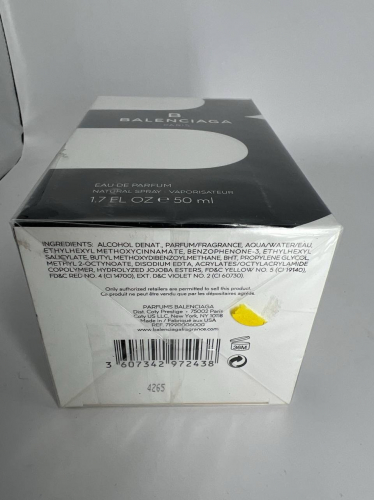 B
BALENCIAGA
PARIS
EAU DE PARFUM
NATURAL SPRAY - VAPORISATEUR
1.7 FL OZ e 50 ml
INGREDIENTS: ALCOHOL DENAT., PARFUM/FRAGRANCE, AQUA/WATER/EAU,
ETHYLHEXYL METHOXYCINNAMATE, BENZOPHENONE-3, ETHYLHEXYL
SALICYLATE, BUTYL METHOXYDIBENZOYLMETHANE, BHT, PROPYLENE GLYCOL,
METHYL 2-OCTYNOATE, DISODIUM EDTA, ACRYLATES/OCTYLACRYLAMIDE
COPOLYMER, HYDROLYZED JOJOBA ESTERS, FD&C YELLOW NO. 5 (CI 19140),
FD&C RED NO. 4 (CI 14700), EXT. D&C VIOLET NO. 2 (CI 60730).
Only authorized retailers are permitted to sell this product.
Ce produit ne peut être vendu que par les dépositaires agréés.
PARFUMS BALENCIAGA
Dist. Coty Prestige - 75002 Paris
Coty US LLC, New York, NY 10118
Made in / Fabriqué aux USA
REF.
www.balenciagafragrance.com
36M
3 607342 972438
4265